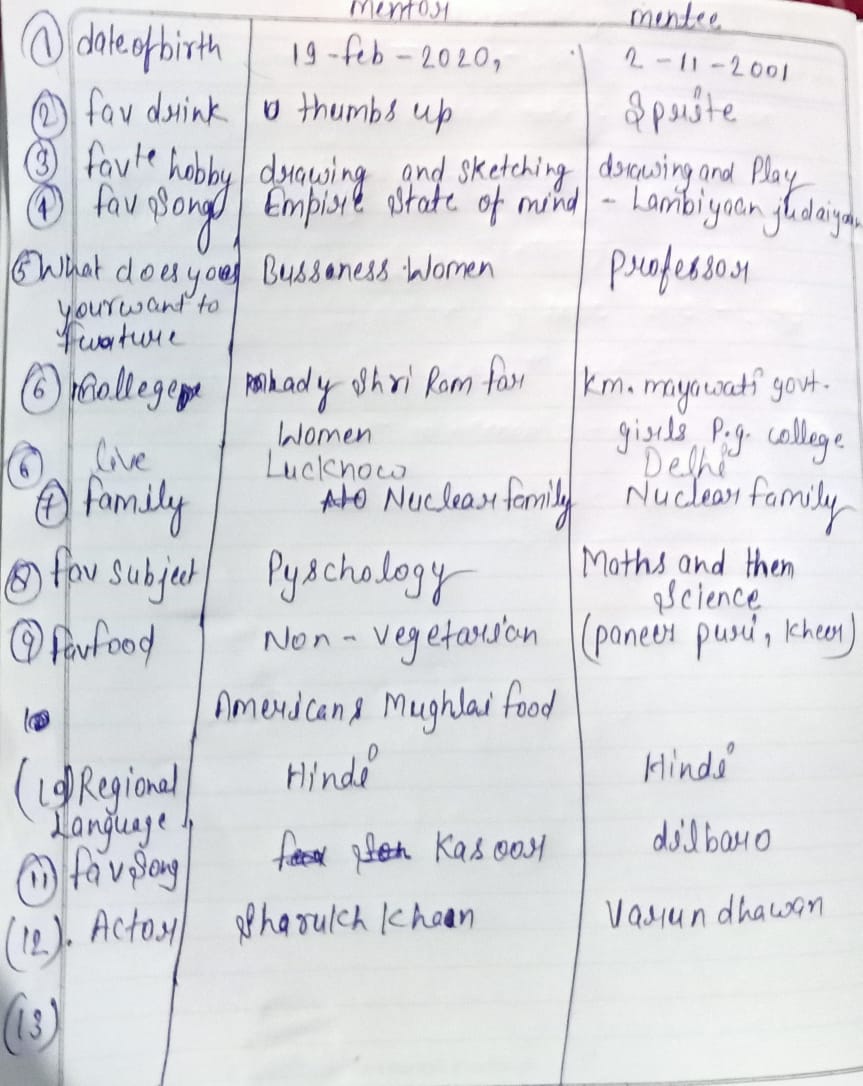 mentor mentee
① date of birth 19 - feb - 2020, 2 - 11 - 2001
② fav drink thumbs up Sprite
③ favte hobby drawing and sketching drawing and Play
④ fav Song Empire State of mind - Lambiyaan judaiyan
⑤ What does your Bussaness Women professor
your want to
fwature
⑥ College Lady Shri Ram for km. mayawati govt.
Women girls P.g. college
⑥ live Lucknow Delhi
⑦ family Nuclear family Nuclear family
⑧ fav subject Pyschology Maths and then
Science
⑨ fav food Non - vegetarian (paneer puri, kheer)
10 Americans Mughlai food
(10) Regional Hindi Hindi
Language
⑪ fav Song Kasoor dilbaro
(12). Actor Sharukh khaan Varun dhawan
(13)